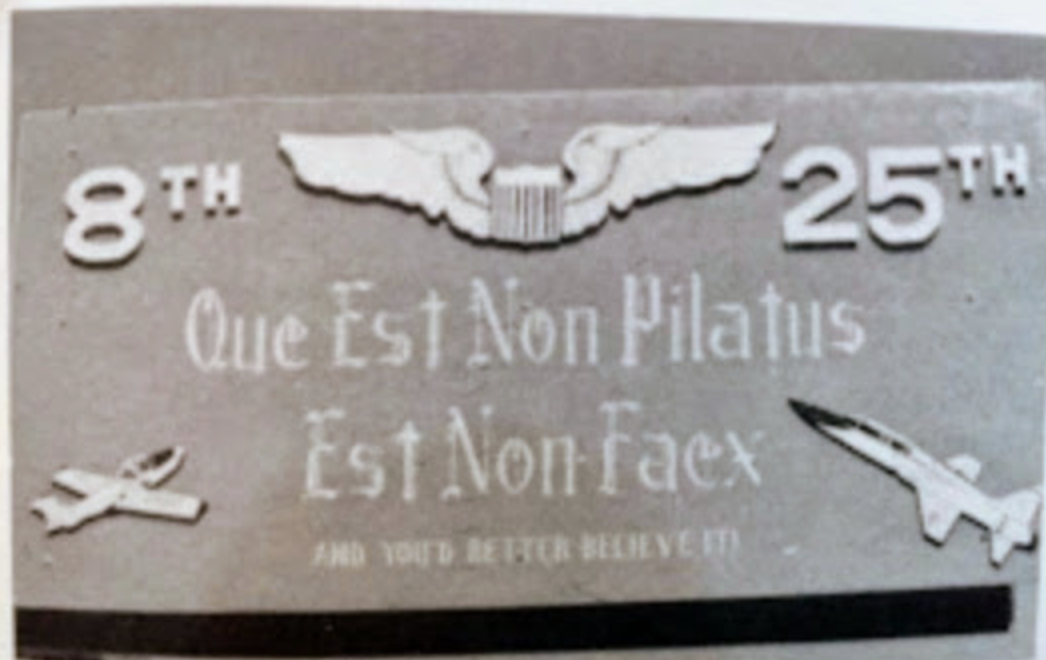 8TH 25TH
Que Est Non Pilatus
Est Non Faex
AND YOU'D BETTER BELIEVE IT!